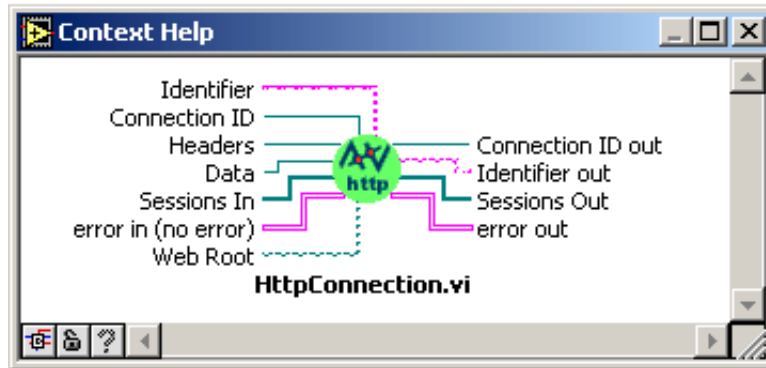 Context Help
Identifier
Connection ID
Headers
Data
Sessions In
error in (no error)
Web Root
http
Connection ID out
Identifier out
Sessions Out
error out
HttpConnection.vi
?